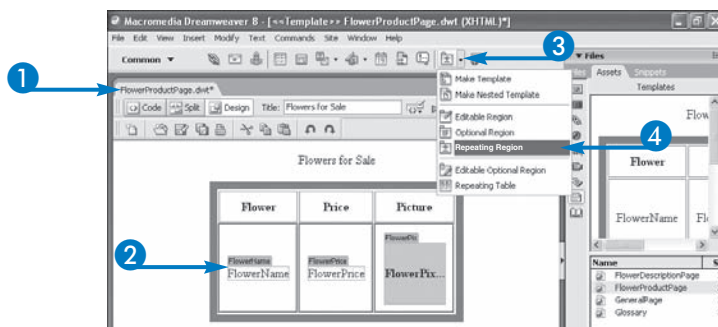 Macromedia Dreamweaver 8 - [<<Template>> FlowerProductPage.dwt (XHTML)*]
File Edit View Insert Modify Text Commands Site Window Help
Common
3
Files
1
FlowerProductPage.dwt*
Code Split Design Title: Flowers for Sale
Make Template
Make Nested Template
Editable Region
Optional Region
Repeating Region
Editable Optional Region
Repeating Table
4
Files Assets Snippets
Templates
Flow
Flower
FlowerName
Fl
Flowers for Sale
Flower Price Picture
2
FlowerName FlowerPrice FlowerPic
FlowerName FlowerPrice FlowerPix...
Name S
FlowerDescriptionPage
FlowerProductPage
GeneralPage
Glossary